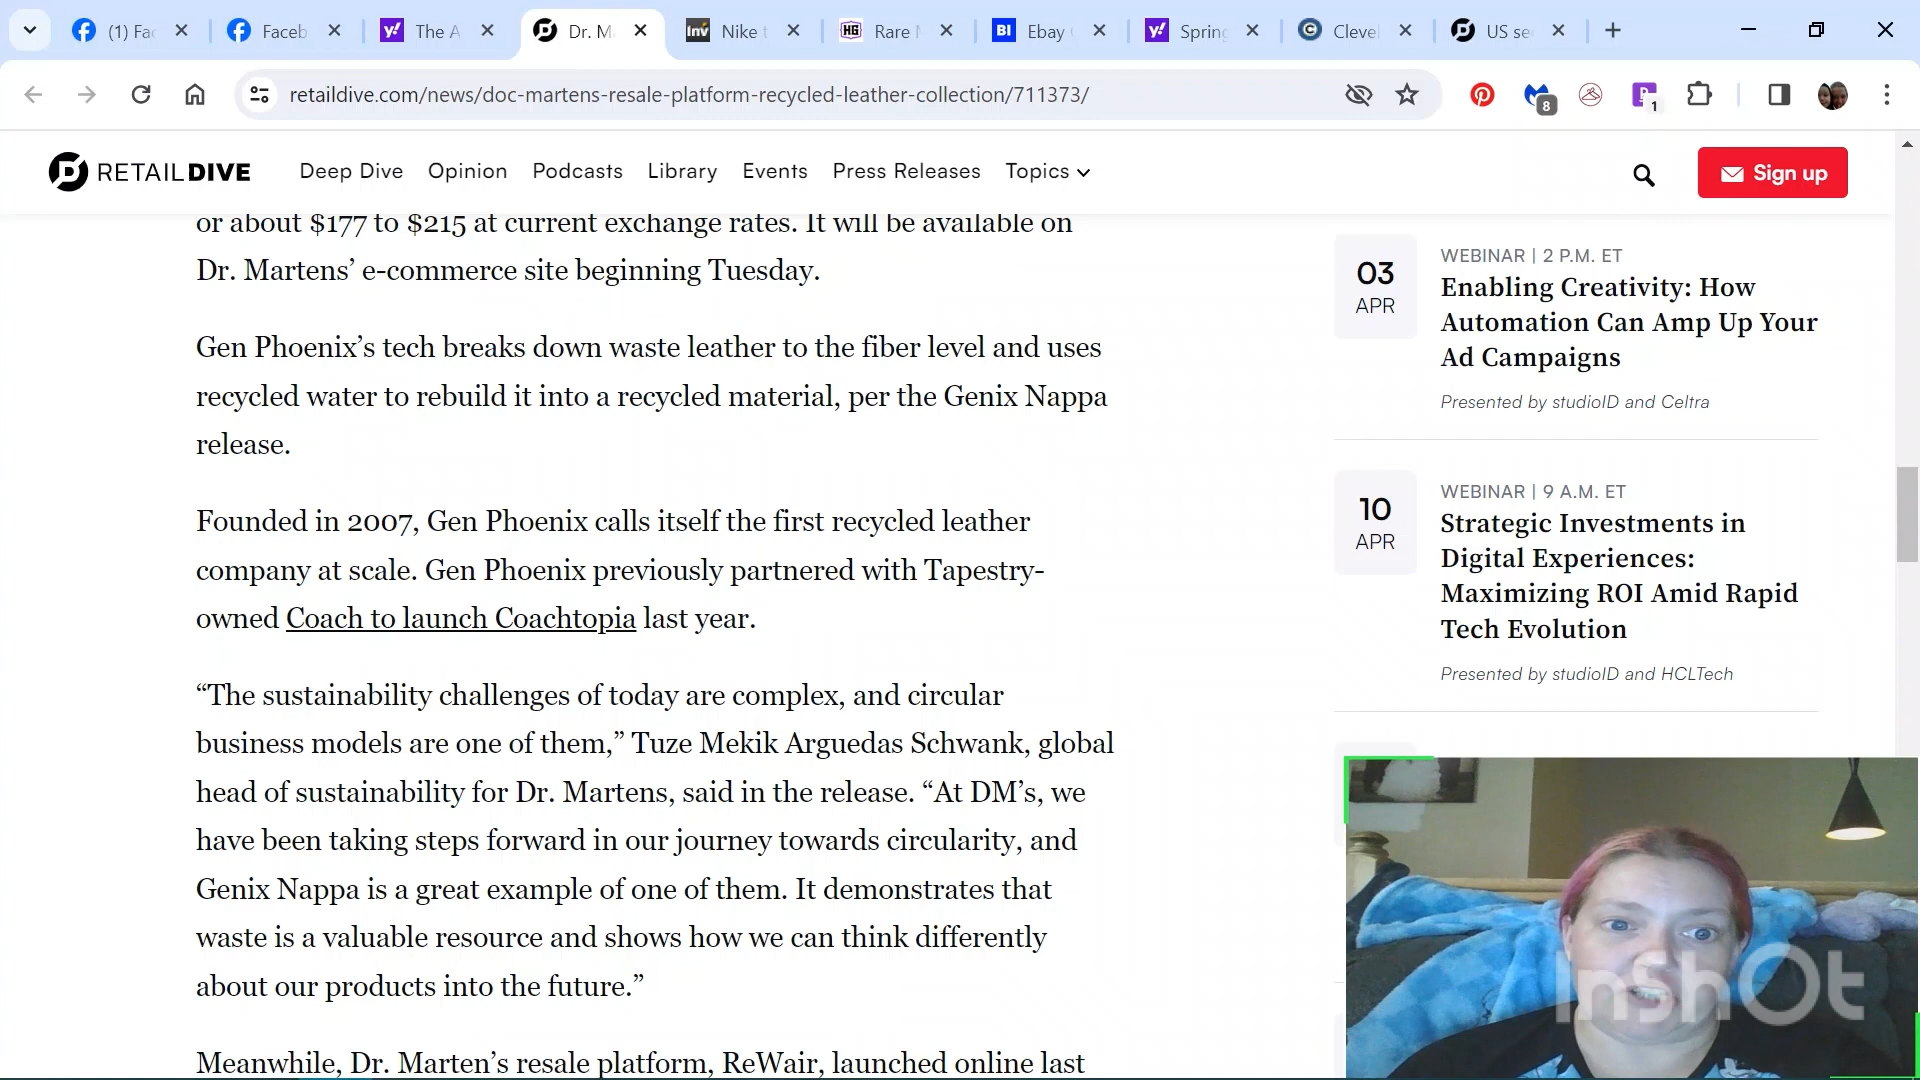 (1) Fac
Faceb
The A
Dr. Ma
Nike t
Rare
Ebay
Spring
Clevel
US se
retaildive.com/news/doc-martens-resale-platform-recycled-leather-collection/711373/
8
1
RETAILDIVE
Deep Dive
Opinion
Podcasts
Library
Events
Press Releases
Topics
Sign up
or about $177 to $215 at current exchange rates. It will be available on
Dr. Martens’ e-commerce site beginning Tuesday.
Gen Phoenix’s tech breaks down waste leather to the fiber level and uses
recycled water to rebuild it into a recycled material, per the Genix Nappa
release.
Founded in 2007, Gen Phoenix calls itself the first recycled leather
company at scale. Gen Phoenix previously partnered with Tapestry-
owned Coach to launch Coachtopia last year.
“The sustainability challenges of today are complex, and circular
business models are one of them,” Tuze Mekik Arguedas Schwank, global
head of sustainability for Dr. Martens, said in the release. “At DM’s, we
have been taking steps forward in our journey towards circularity, and
Genix Nappa is a great example of one of them. It demonstrates that
waste is a valuable resource and shows how we can think differently
about our products into the future.”
Meanwhile, Dr. Marten’s resale platform, ReWair, launched online last
03
APR
WEBINAR | 2 P.M. ET
Enabling Creativity: How
Automation Can Amp Up Your
Ad Campaigns
Presented by studioID and Celtra
10
APR
WEBINAR | 9 A.M. ET
Strategic Investments in
Digital Experiences:
Maximizing ROI Amid Rapid
Tech Evolution
Presented by studioID and HCLTech
InShOt